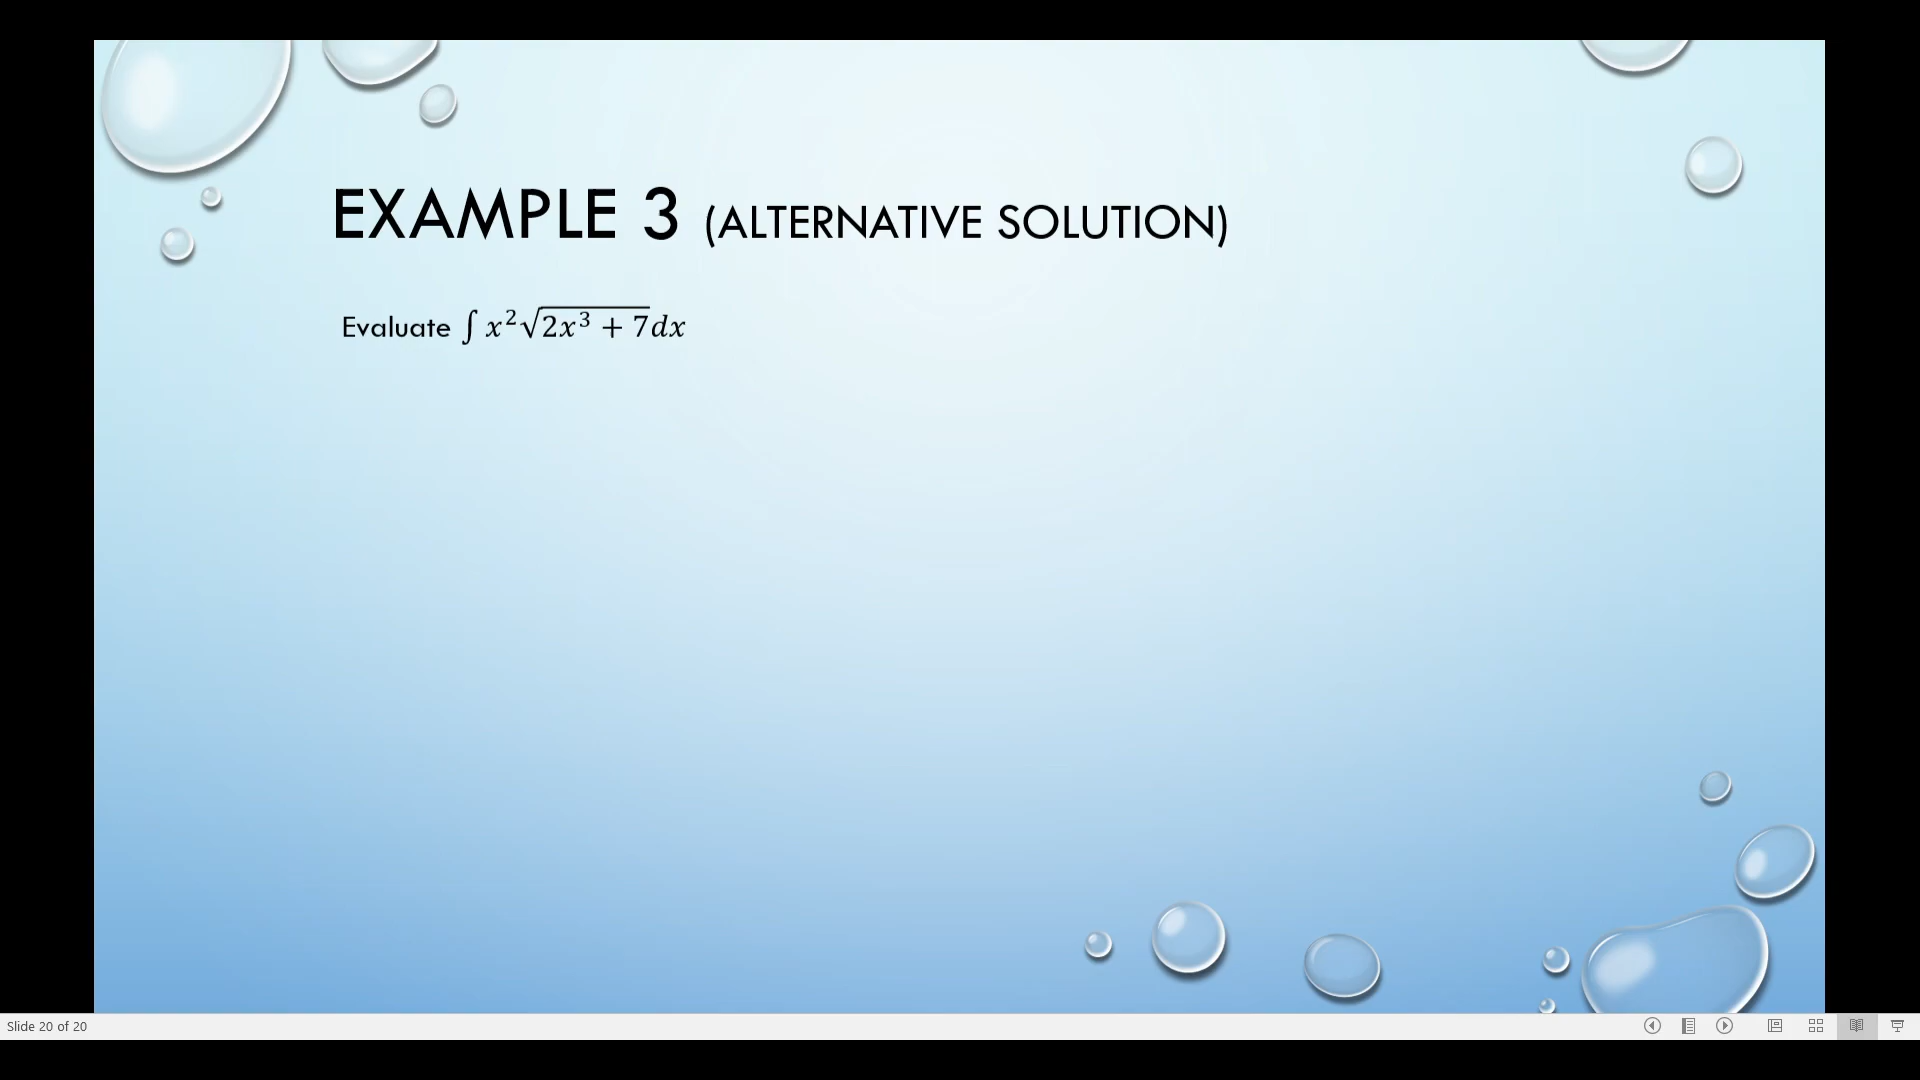 EXAMPLE 3 (ALTERNATIVE SOLUTION)
Evaluate ∫ x²√(2x³ + 7)dx
Slide 20 of 20